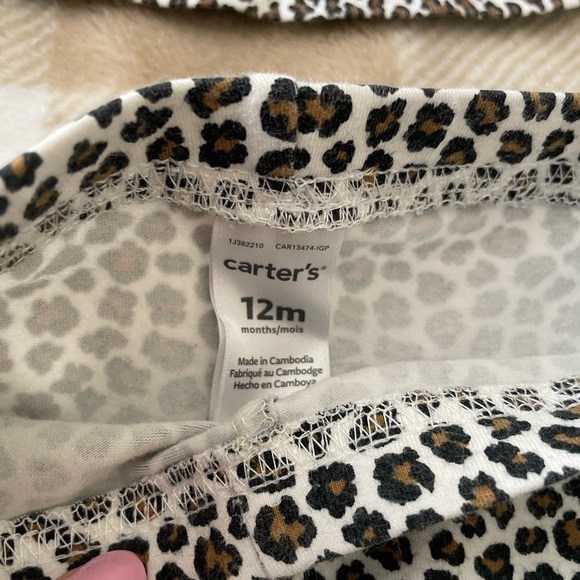 1J362210 CAR13474-IGP
carter's®
12m
months/mois
Made in Cambodia
Fabriqué au Cambodge
Hecho en Camboya